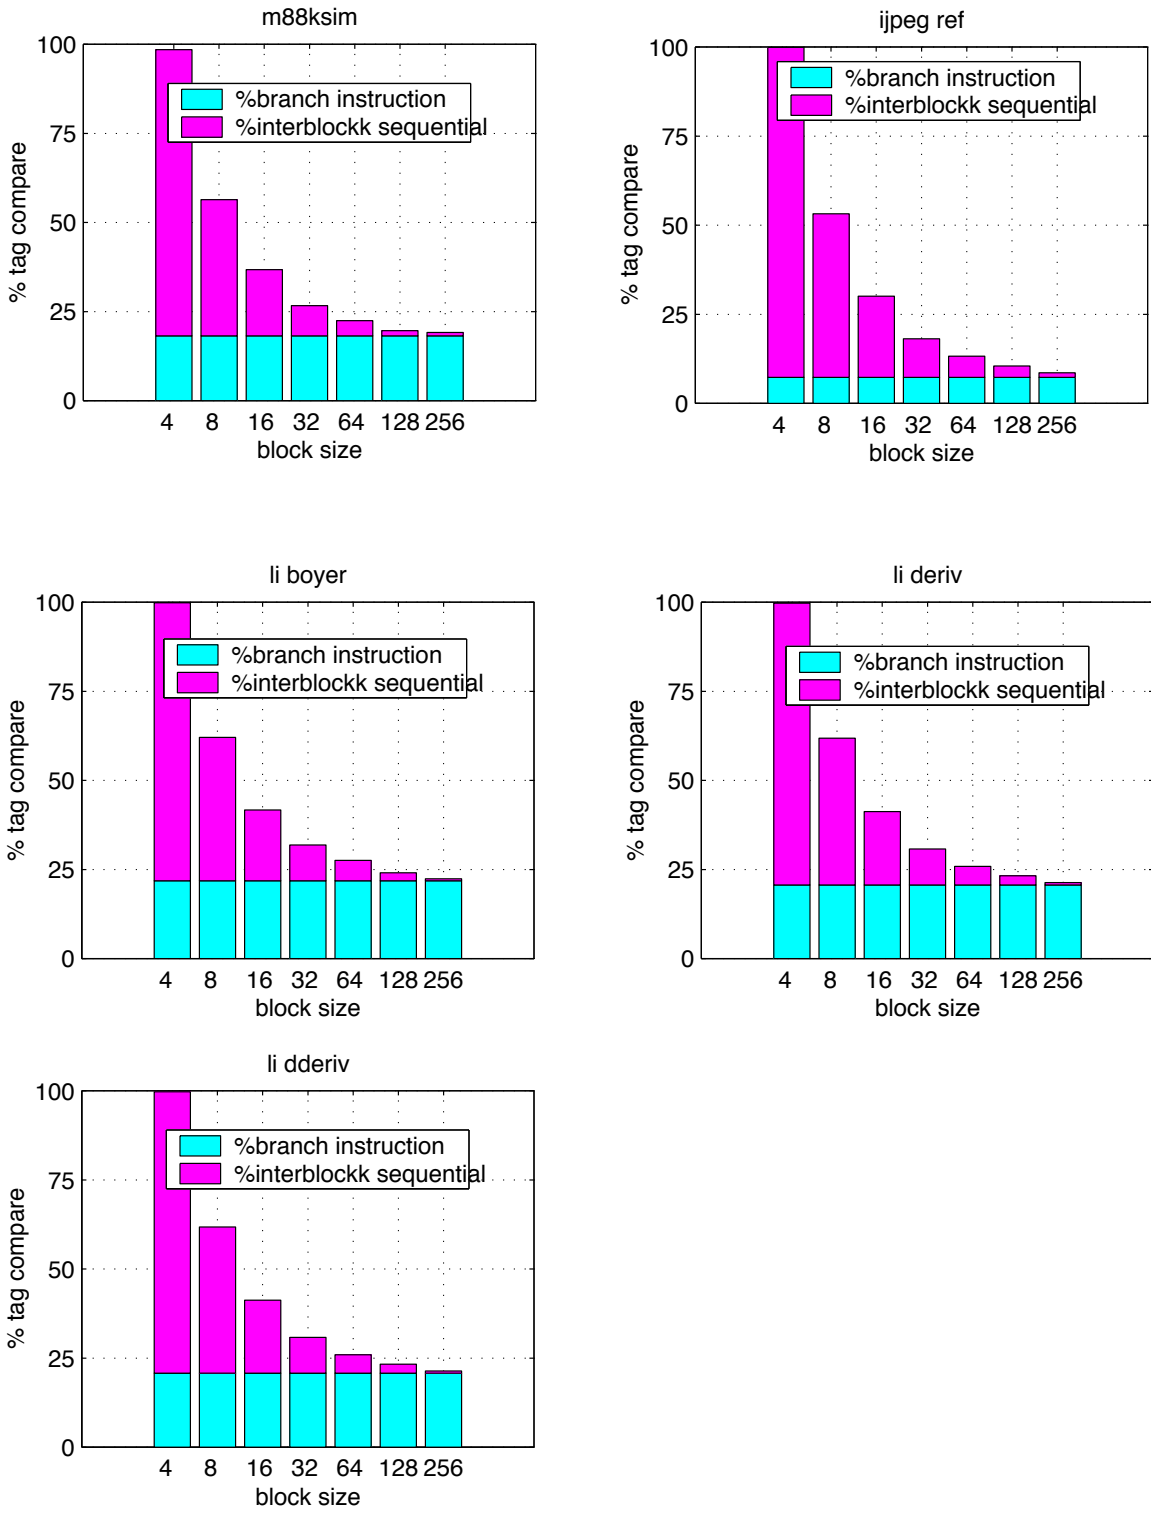 m88ksim
100
75
50
25
0
% tag compare
%branch instruction
%interblockk sequential
4 8 16 32 64 128 256
block size
ijpeg ref
100
75
50
25
0
% tag compare
%branch instruction
%interblockk sequential
4 8 16 32 64 128 256
block size
li boyer
100
75
50
25
0
% tag compare
%branch instruction
%interblockk sequential
4 8 16 32 64 128 256
block size
li deriv
100
75
50
25
0
% tag compare
%branch instruction
%interblockk sequential
4 8 16 32 64 128 256
block size
li dderiv
100
75
50
25
0
% tag compare
%branch instruction
%interblockk sequential
4 8 16 32 64 128 256
block size